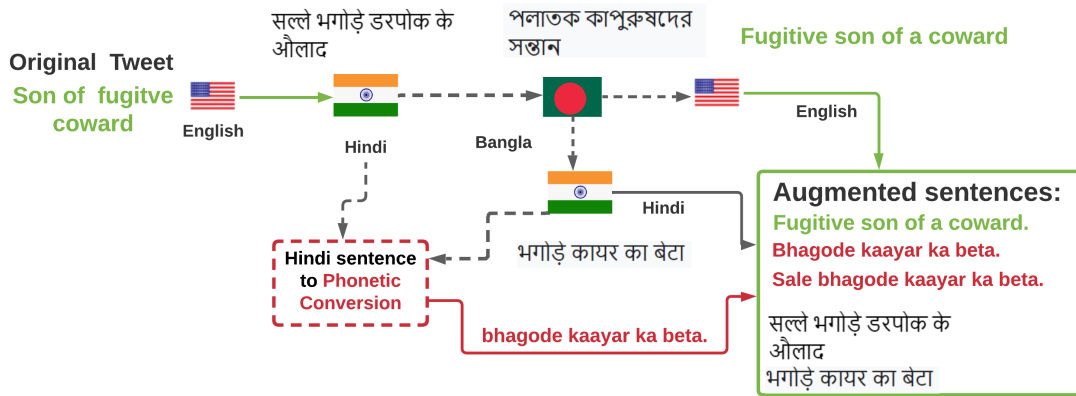 सल्ले भगोड़े डरपोक के
औलाद
পলাতক কাপুরুষদের
সন্তান
Fugitive son of a coward
Original Tweet
Son of fugitve
coward
English
Hindi
Bangla
English
Hindi
भगोड़े कायर का बेटा
Hindi sentence
to Phonetic
Conversion
bhagode kaayar ka beta.
Augmented sentences:
Fugitive son of a coward.
Bhagode kaayar ka beta.
Sale bhagode kaayar ka beta.
सल्ले भगोड़े डरपोक के
औलाद
भगोड़े कायर का बेटा